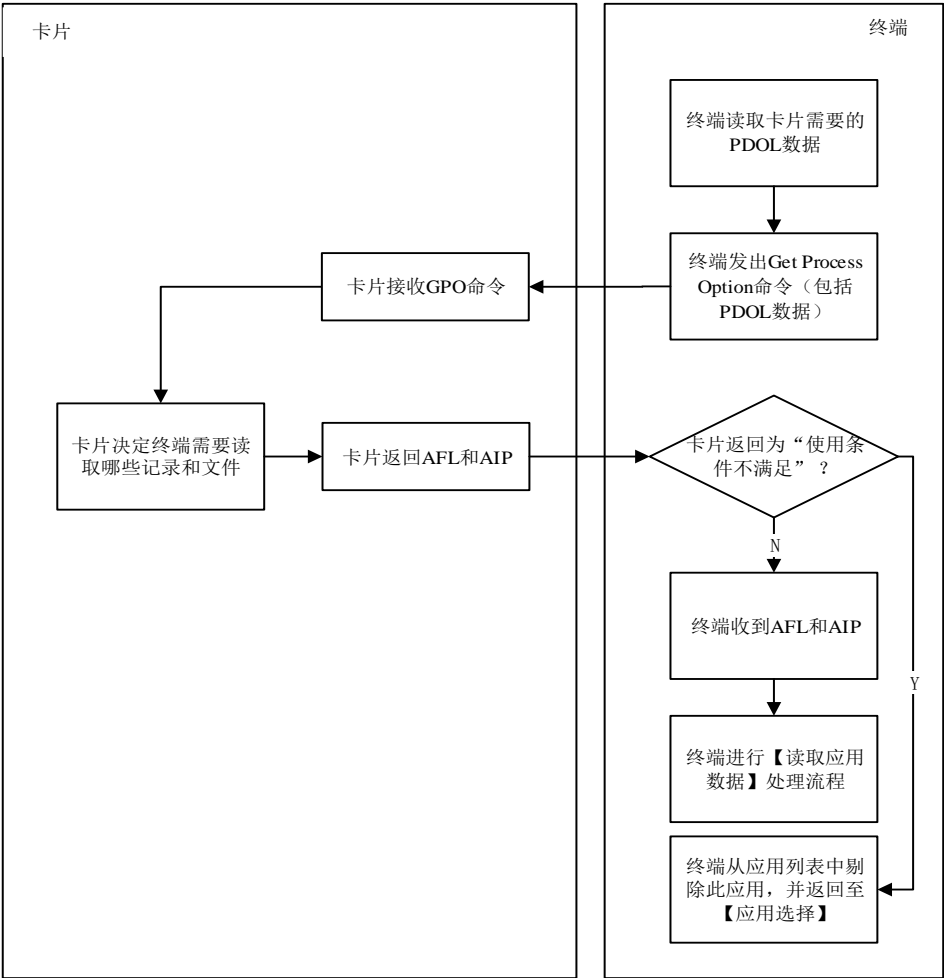 卡片
终端
终端读取卡片需要的
PDOL数据
终端发出Get Process
Option命令（包括
PDOL数据）
卡片接收GPO命令
卡片决定终端需要读
取哪些记录和文件
卡片返回AFL和AIP
卡片返回为“使用条
件不满足” ？
N
终端收到AFL和AIP
Y
终端进行【读取应用
数据】处理流程
终端从应用列表中剔
除此应用，并返回至
【应用选择】